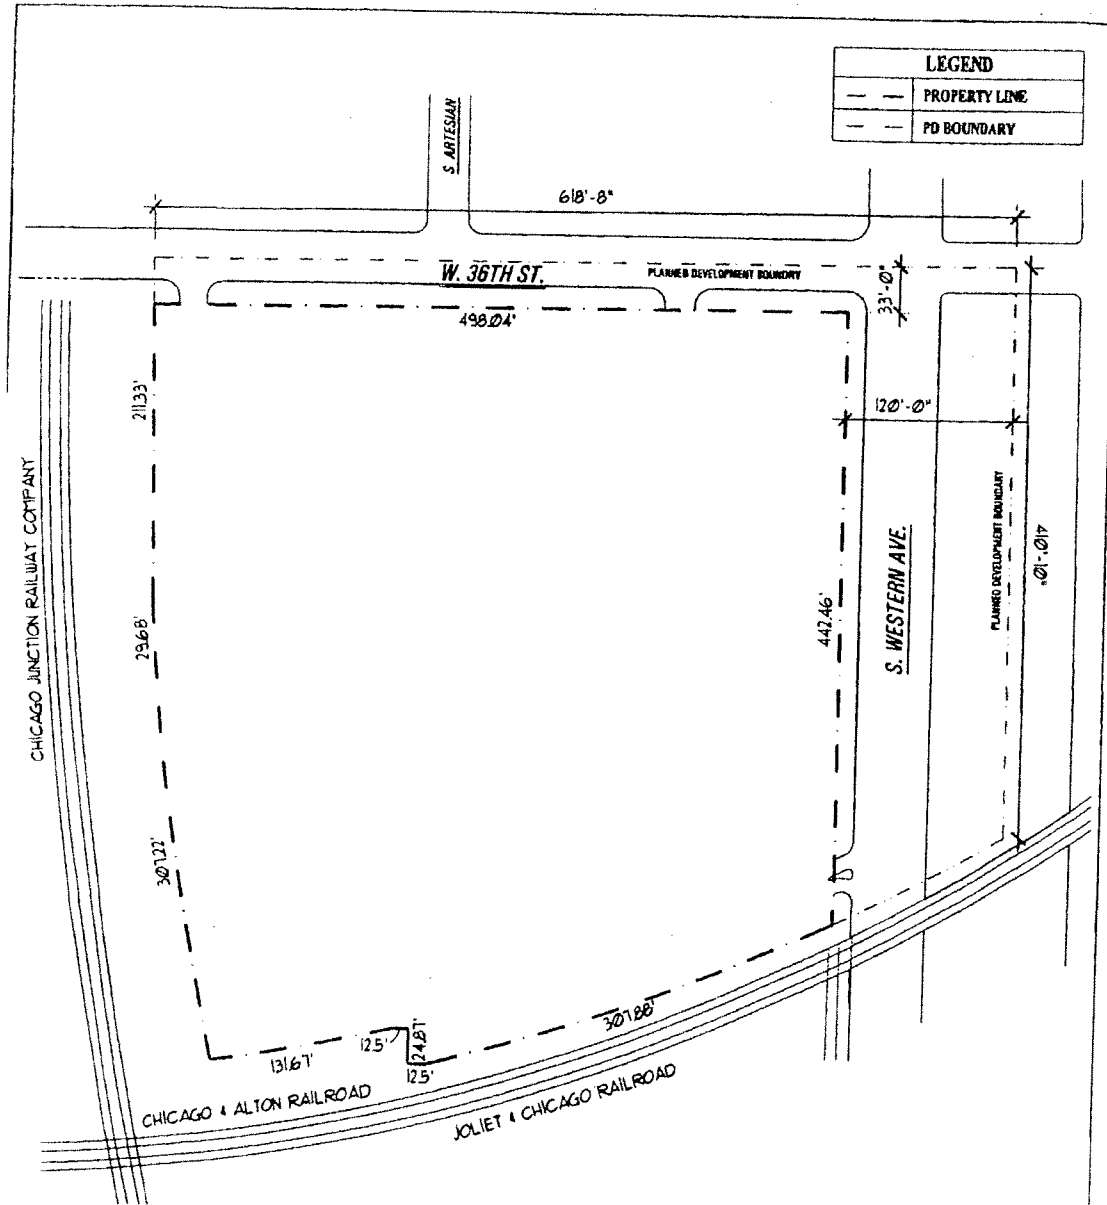 LEGEND
PROPERTY LINE
PD BOUNDARY
S. ARTESIAN
618'-8"
W. 36TH ST.
PLANNED DEVELOPMENT BOUNDARY
33'-0"
498.04'
211.33'
120'-0"
CHICAGO JUNCTION RAILWAY COMPANY
PLANNED DEVELOPMENT BOUNDARY
410'-10"
S. WESTERN AVE.
29.68'
442.46'
307.22'
307.88'
12.5'
24.87'
131.67'
12.5'
CHICAGO & ALTON RAILROAD
JOLIET & CHICAGO RAILROAD